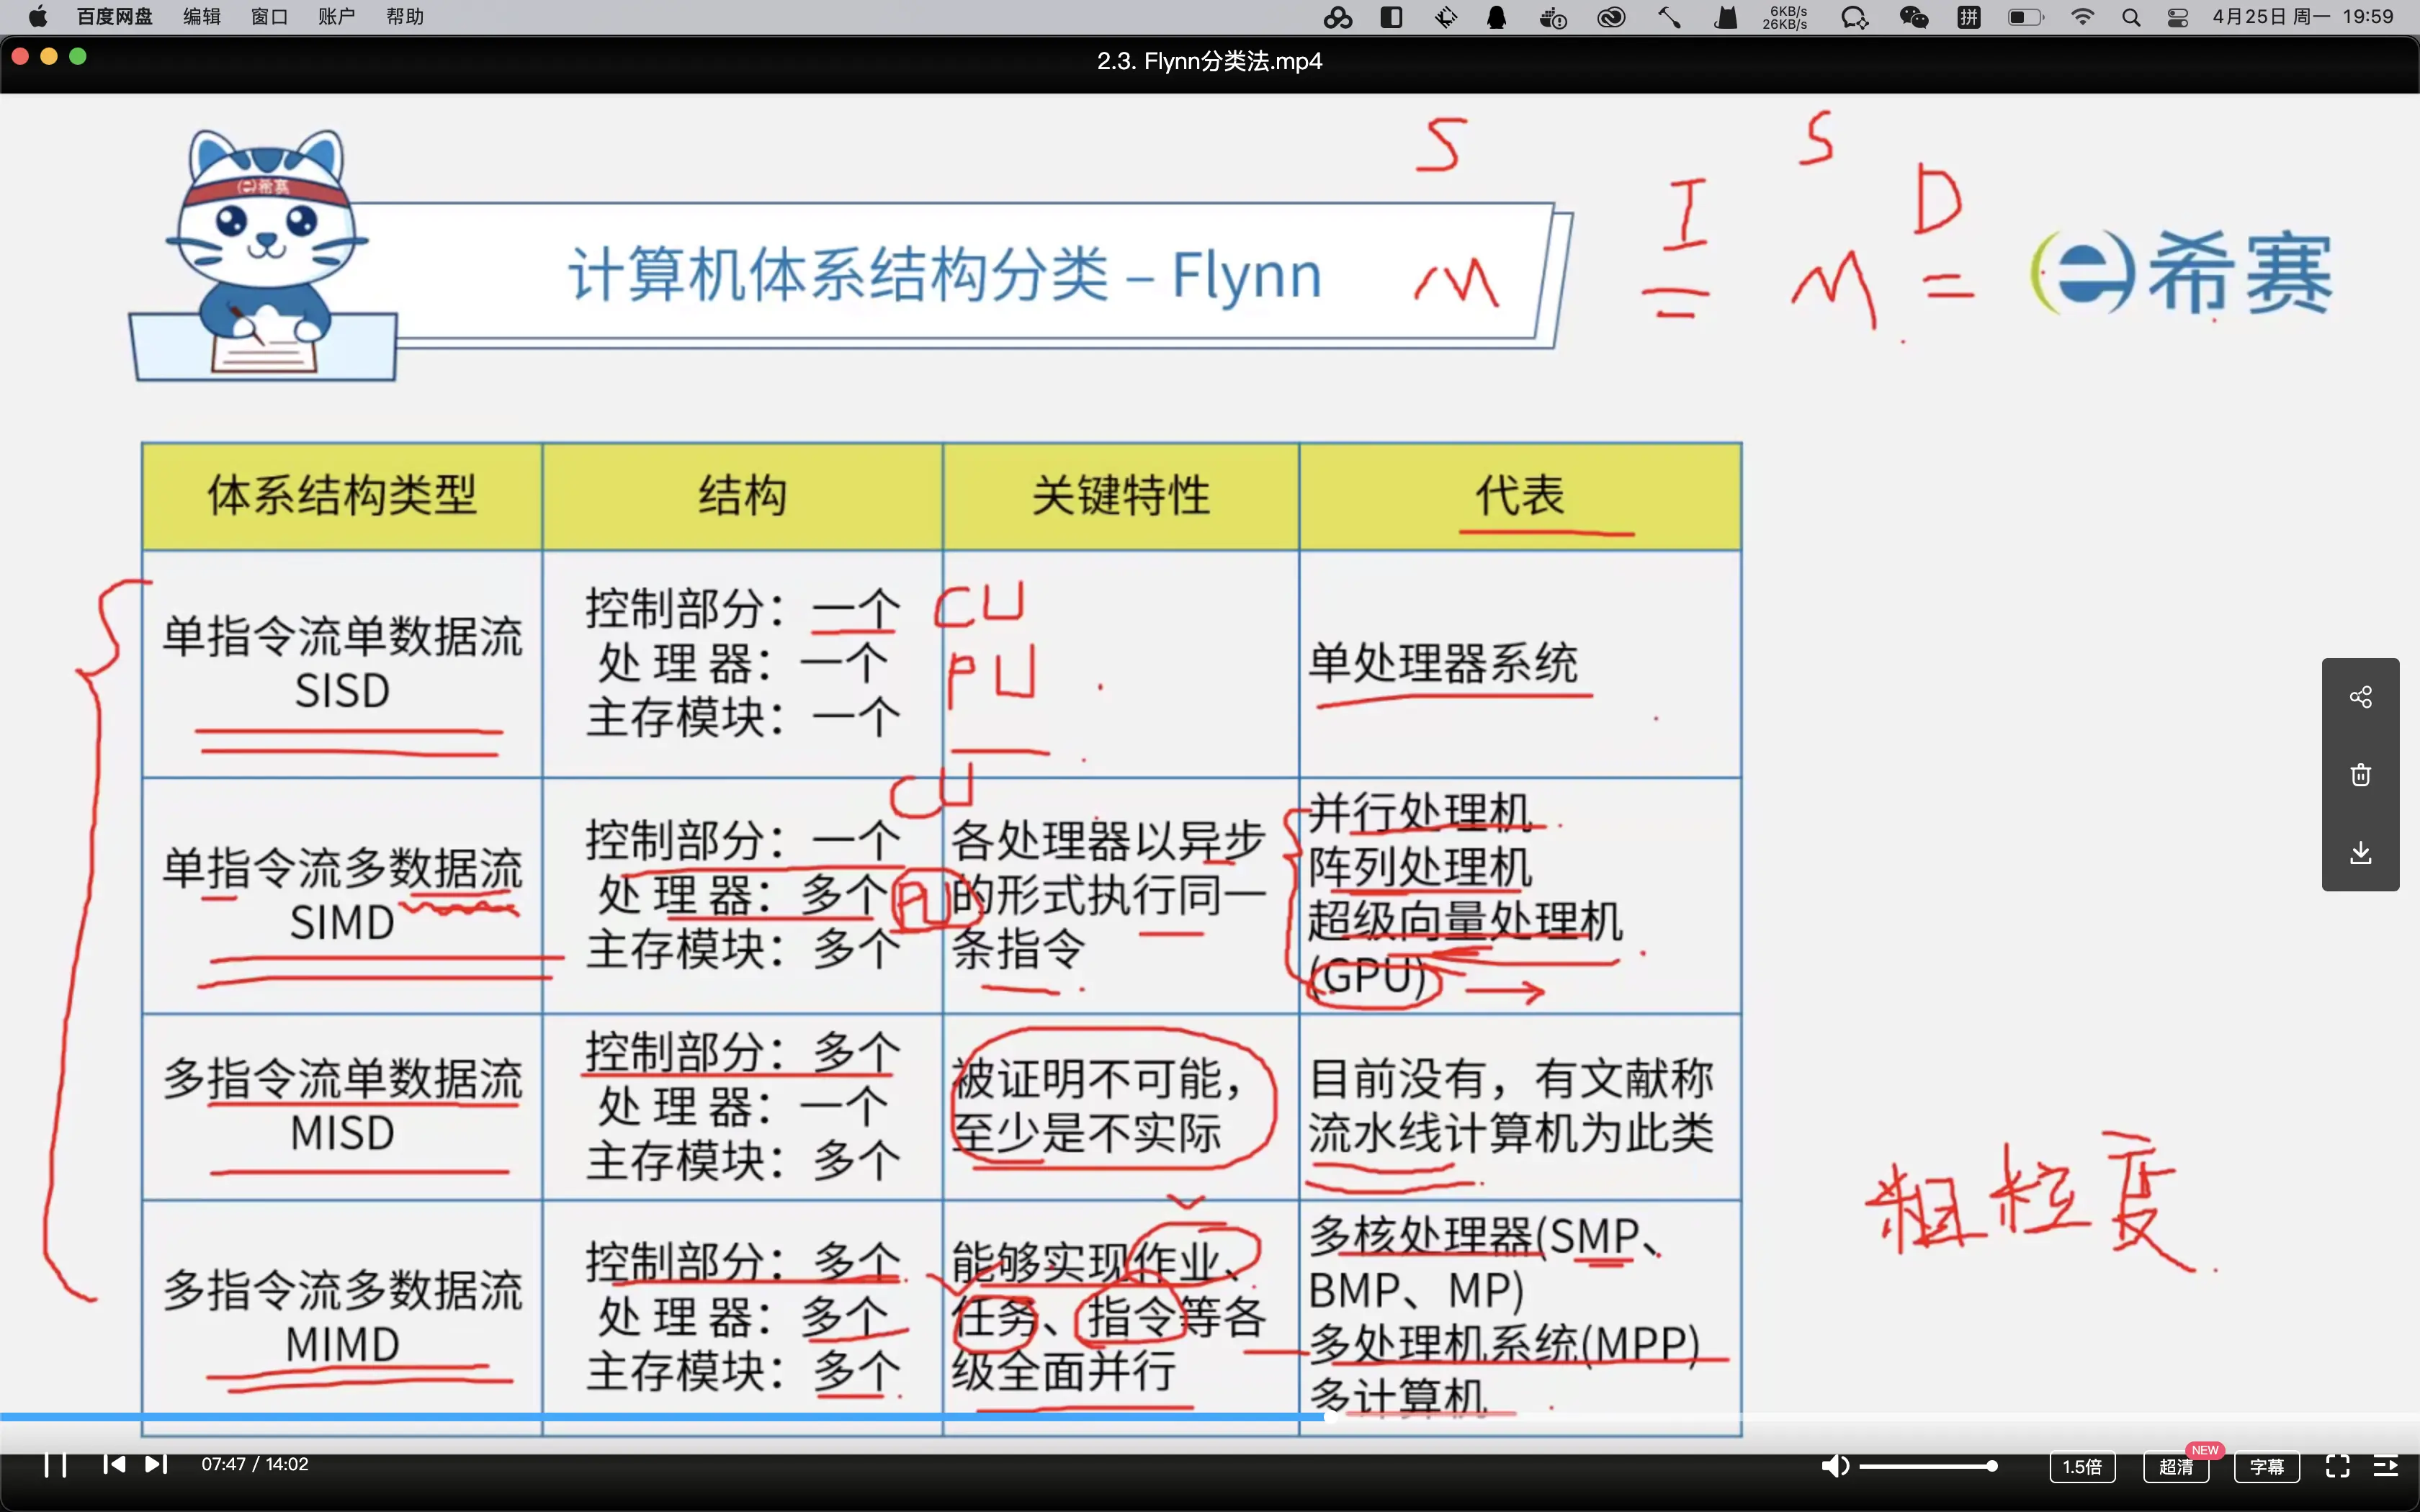 百度网盘 编辑 窗口 账户 帮助 6KB/s 26KB/s 拼 4月25日 周一 19:59
2.3. Flynn分类法.mp4
希赛
S S
I D
计算机体系结构分类 – Flynn
M M
希赛
体系结构类型 结构 关键特性 代表
单指令流单数据流
SISD
控制部分：一个
处 理 器：一个
主存模块：一个
CU
PU
单处理器系统
单指令流多数据流
SIMD
CU
控制部分：一个
处 理 器：多个
主存模块：多个
各处理器以异步
的形式执行同一
条指令
并行处理机
阵列处理机
超级向量处理机
(GPU)
多指令流单数据流
MISD
控制部分：多个
处 理 器：一个
主存模块：多个
被证明不可能，
至少是不实际
目前没有，有文献称
流水线计算机为此类
粗粒度
多指令流多数据流
MIMD
控制部分：多个
处 理 器：多个
主存模块：多个
能够实现作业、
任务、指令等各
级全面并行
多核处理器(SMP、
BMP、MP)
多处理机系统(MPP)
多计算机
07:47 / 14:02 1.5倍 超清 NEW 字幕